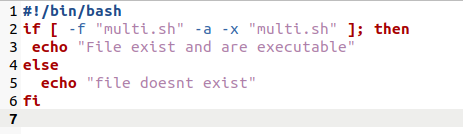 1 #!/bin/bash
2 if [ -f "multi.sh" -a -x "multi.sh" ]; then
3  echo "File exist and are executable"
4 else
5   echo "file doesnt exist"
6 fi
7